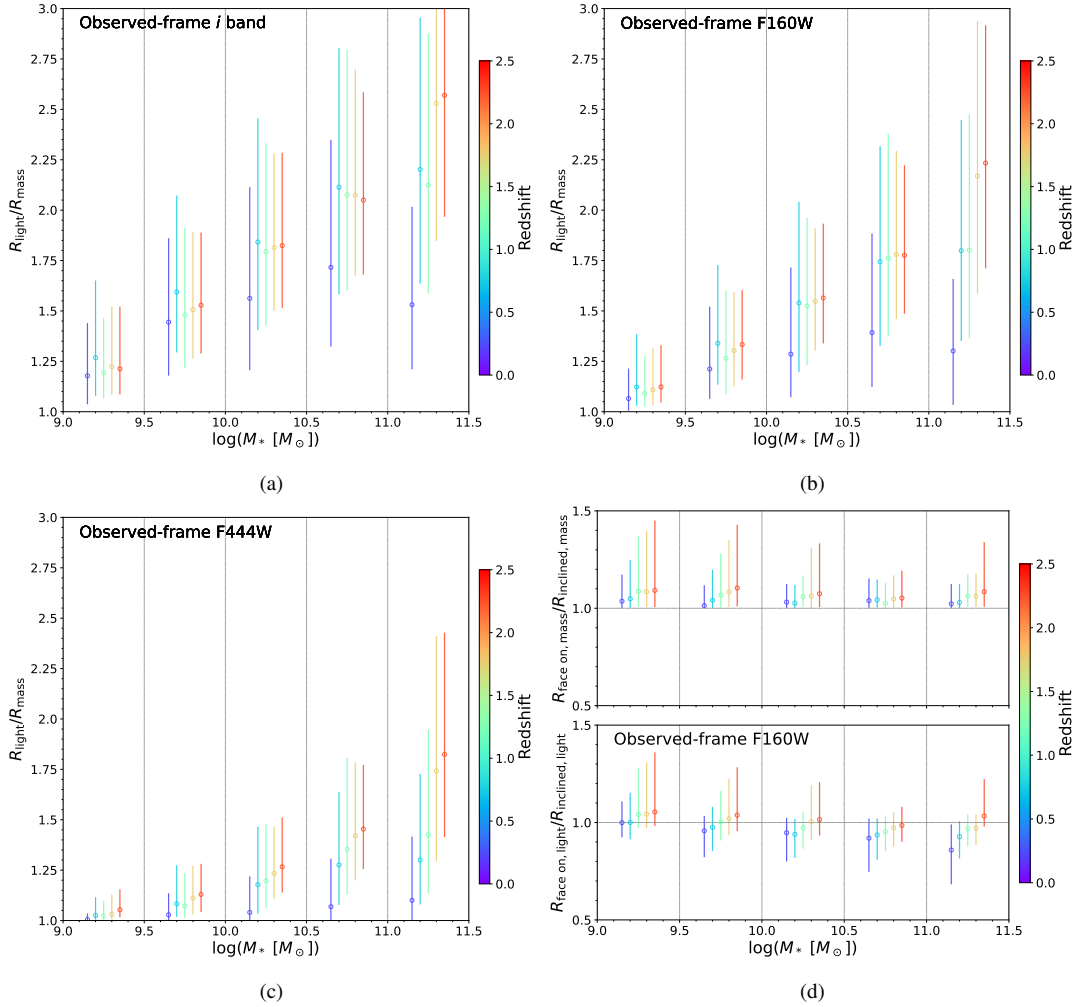 Observed-frame i band
3.0
2.75
2.5
2.25
2.0
1.75
1.5
1.25
1.0
R_light/R_mass
9.0 9.5 10.0 10.5 11.0 11.5
log(M_* [M_⊙])
2.5
2.0
1.5
1.0
0.5
0.0
Redshift
(a)
Observed-frame F160W
3.0
2.75
2.5
2.25
2.0
1.75
1.5
1.25
1.0
R_light/R_mass
9.0 9.5 10.0 10.5 11.0 11.5
log(M_* [M_⊙])
2.5
2.0
1.5
1.0
0.5
0.0
Redshift
(b)
Observed-frame F444W
3.0
2.75
2.5
2.25
2.0
1.75
1.5
1.25
1.0
R_light/R_mass
9.0 9.5 10.0 10.5 11.0 11.5
log(M_* [M_⊙])
2.5
2.0
1.5
1.0
0.5
0.0
Redshift
(c)
1.5
1.0
0.5
R_face on, mass/R_inclined, mass
Observed-frame F160W
1.5
1.0
0.5
R_face on, light/R_inclined, light
9.0 9.5 10.0 10.5 11.0 11.5
log(M_* [M_⊙])
2.5
2.0
1.5
1.0
0.5
0.0
Redshift
(d)